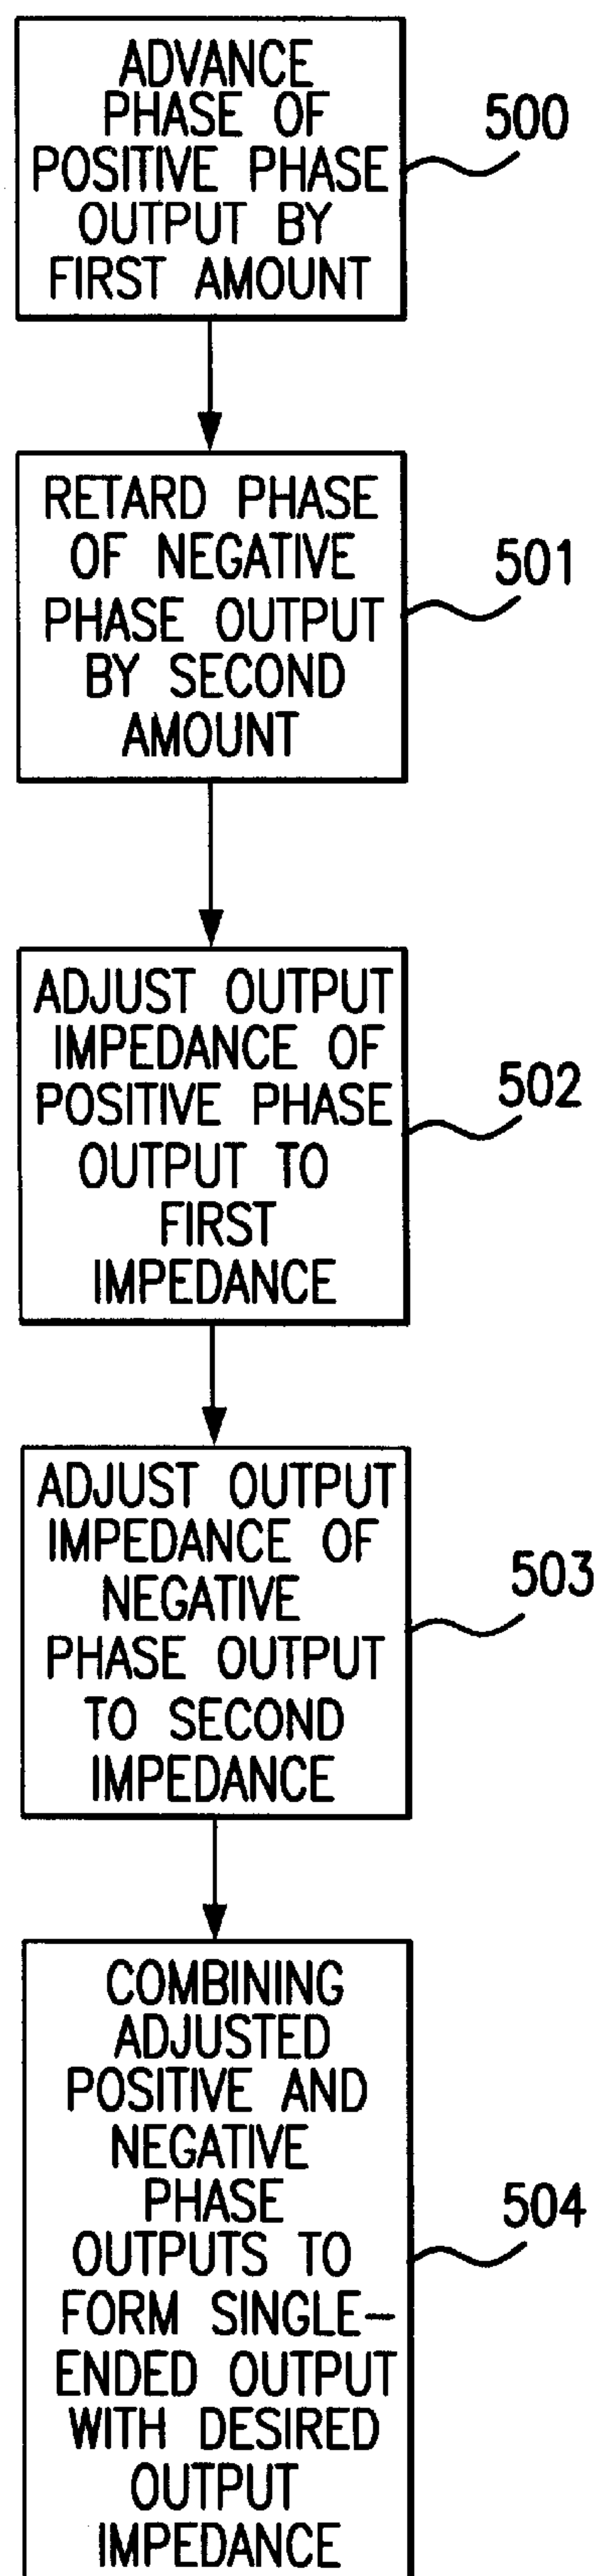 ADVANCE
PHASE OF
POSITIVE PHASE
OUTPUT BY
FIRST AMOUNT
500
RETARD PHASE
OF NEGATIVE
PHASE OUTPUT
BY SECOND
AMOUNT
501
ADJUST OUTPUT
IMPEDANCE OF
POSITIVE PHASE
OUTPUT TO
FIRST
IMPEDANCE
502
ADJUST OUTPUT
IMPEDANCE OF
NEGATIVE
PHASE OUTPUT
TO SECOND
IMPEDANCE
503
COMBINING
ADJUSTED
POSITIVE AND
NEGATIVE
PHASE
OUTPUTS TO
FORM SINGLE-
ENDED OUTPUT
WITH DESIRED
OUTPUT
IMPEDANCE
504